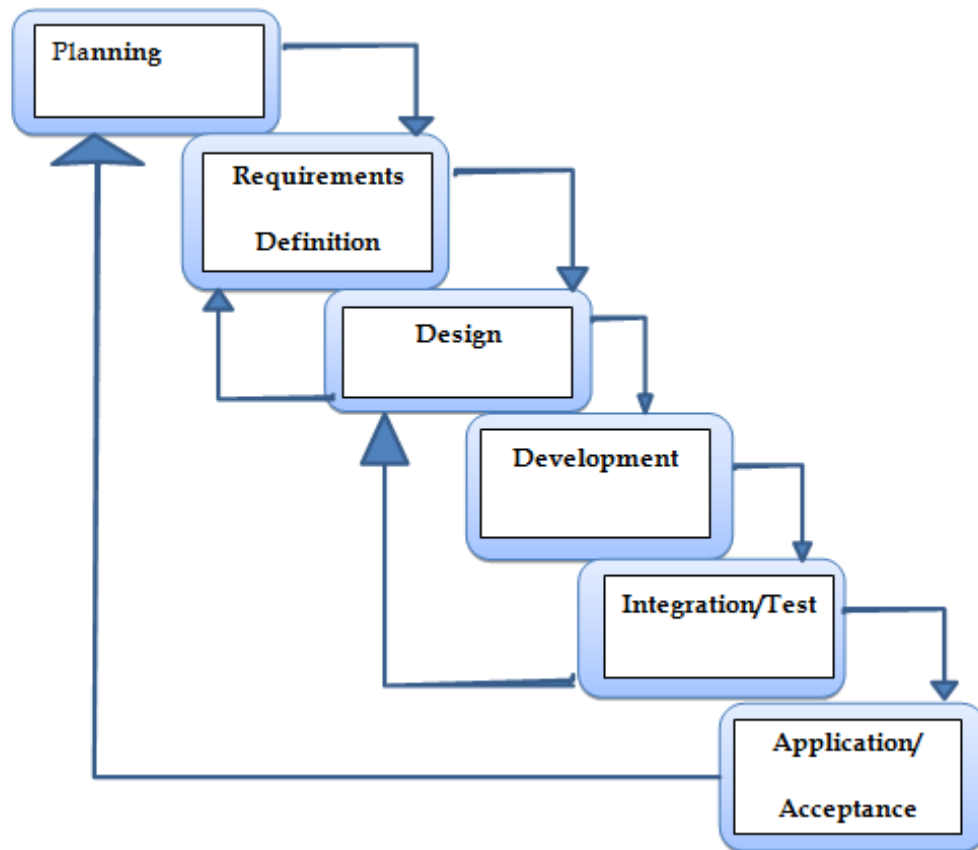 Planning
Requirements
Definition
Design
Development
Integration/Test
Application/
Acceptance